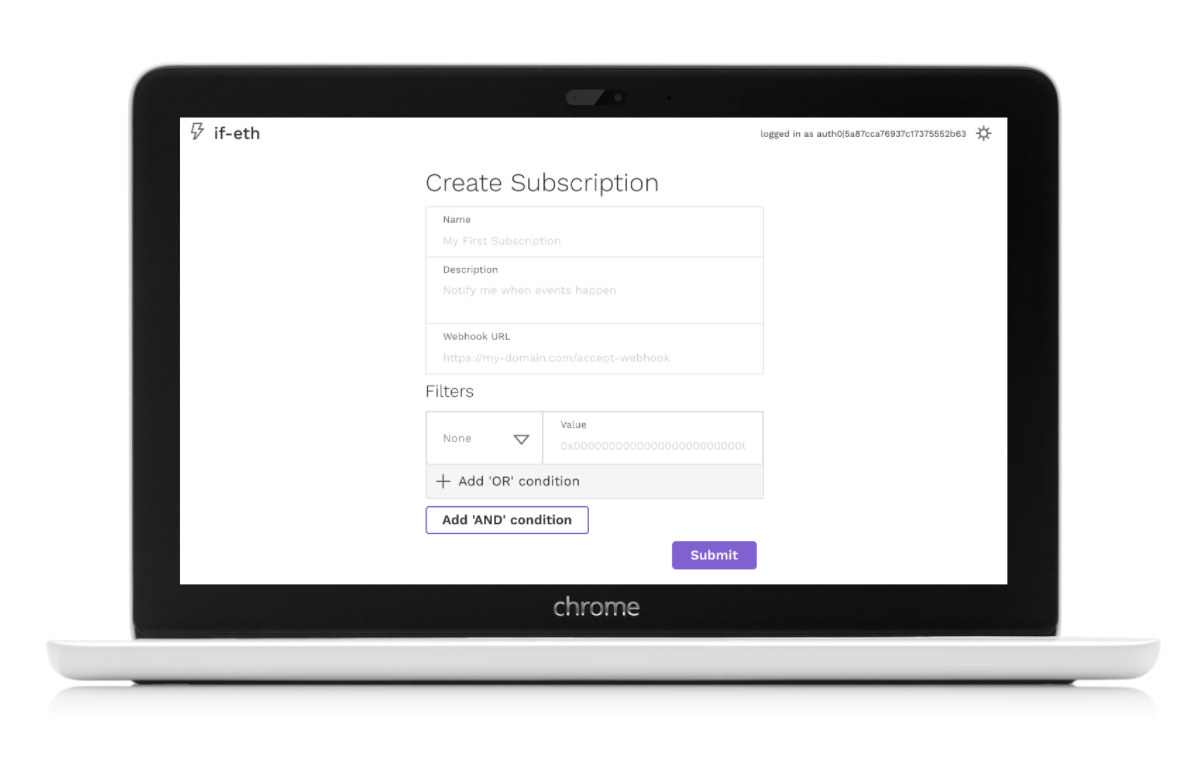 if-eth
logged in as auth0|5a87cca76937c17375552b63
Create Subscription
Name
My First Subscription
Description
Notify me when events happen
Webhook URL
https://my-domain.com/accept-webhook
Filters
None
Value
0x0000000000000000000000000
Add 'OR' condition
Add 'AND' condition
Submit
chrome